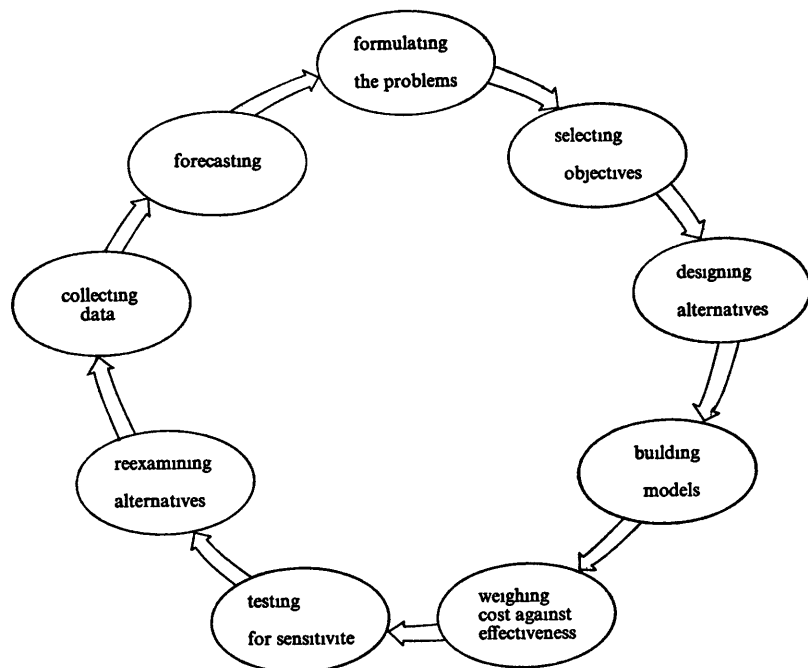 formulating
the problems
selecting
objectives
designing
alternatives
building
models
weighing
cost against
effectiveness
testing
for sensitivite
reexamining
alternatives
collecting
data
forecasting